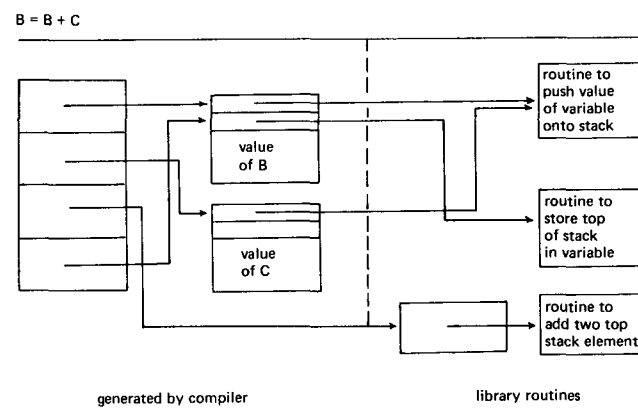 B = B + C
routine to
push value
of variable
onto stack
value
of B
routine to
store top
of stack
in variable
value
of C
routine to
add two top
stack element
generated by compiler
library routines